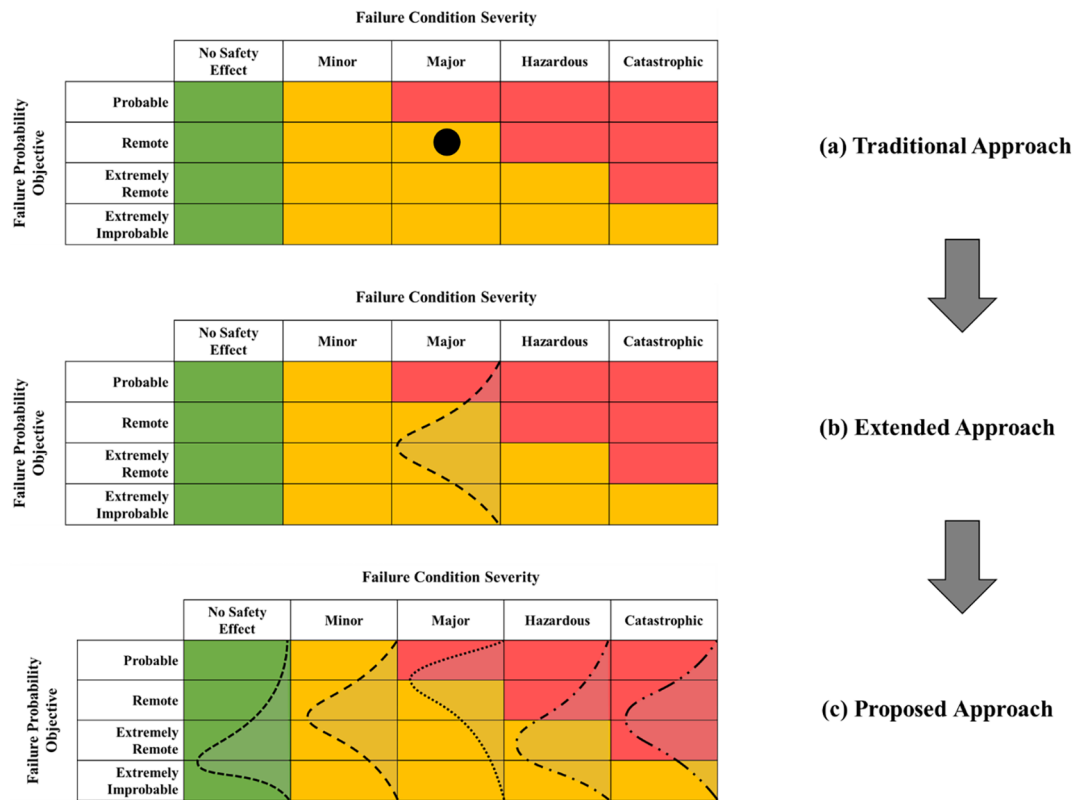 Failure Condition Severity
No Safety
Effect
Minor
Major
Hazardous
Catastrophic
Failure Probability
Objective
Probable
Remote
Extremely
Remote
Extremely
Improbable
(a) Traditional Approach
Failure Condition Severity
No Safety
Effect
Minor
Major
Hazardous
Catastrophic
Failure Probability
Objective
Probable
Remote
Extremely
Remote
Extremely
Improbable
(b) Extended Approach
Failure Condition Severity
No Safety
Effect
Minor
Major
Hazardous
Catastrophic
Failure Probability
Objective
Probable
Remote
Extremely
Remote
Extremely
Improbable
(c) Proposed Approach